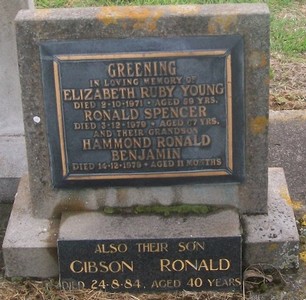 GREENING
IN LOVING MEMORY OF
ELIZABETH RUBY YOUNG
DIED 2-10-1971 • AGED 59 YRS.
RONALD SPENCER
DIED 3-12-1979 • AGED 67 YRS.
AND THEIR GRANDSON
HAMMOND RONALD
BENJAMIN
DIED 14-12-1979 • AGED 11 MONTHS
ALSO THEIR SON
GIBSON RONALD
DIED 24·8·84. AGED 40 YEARS